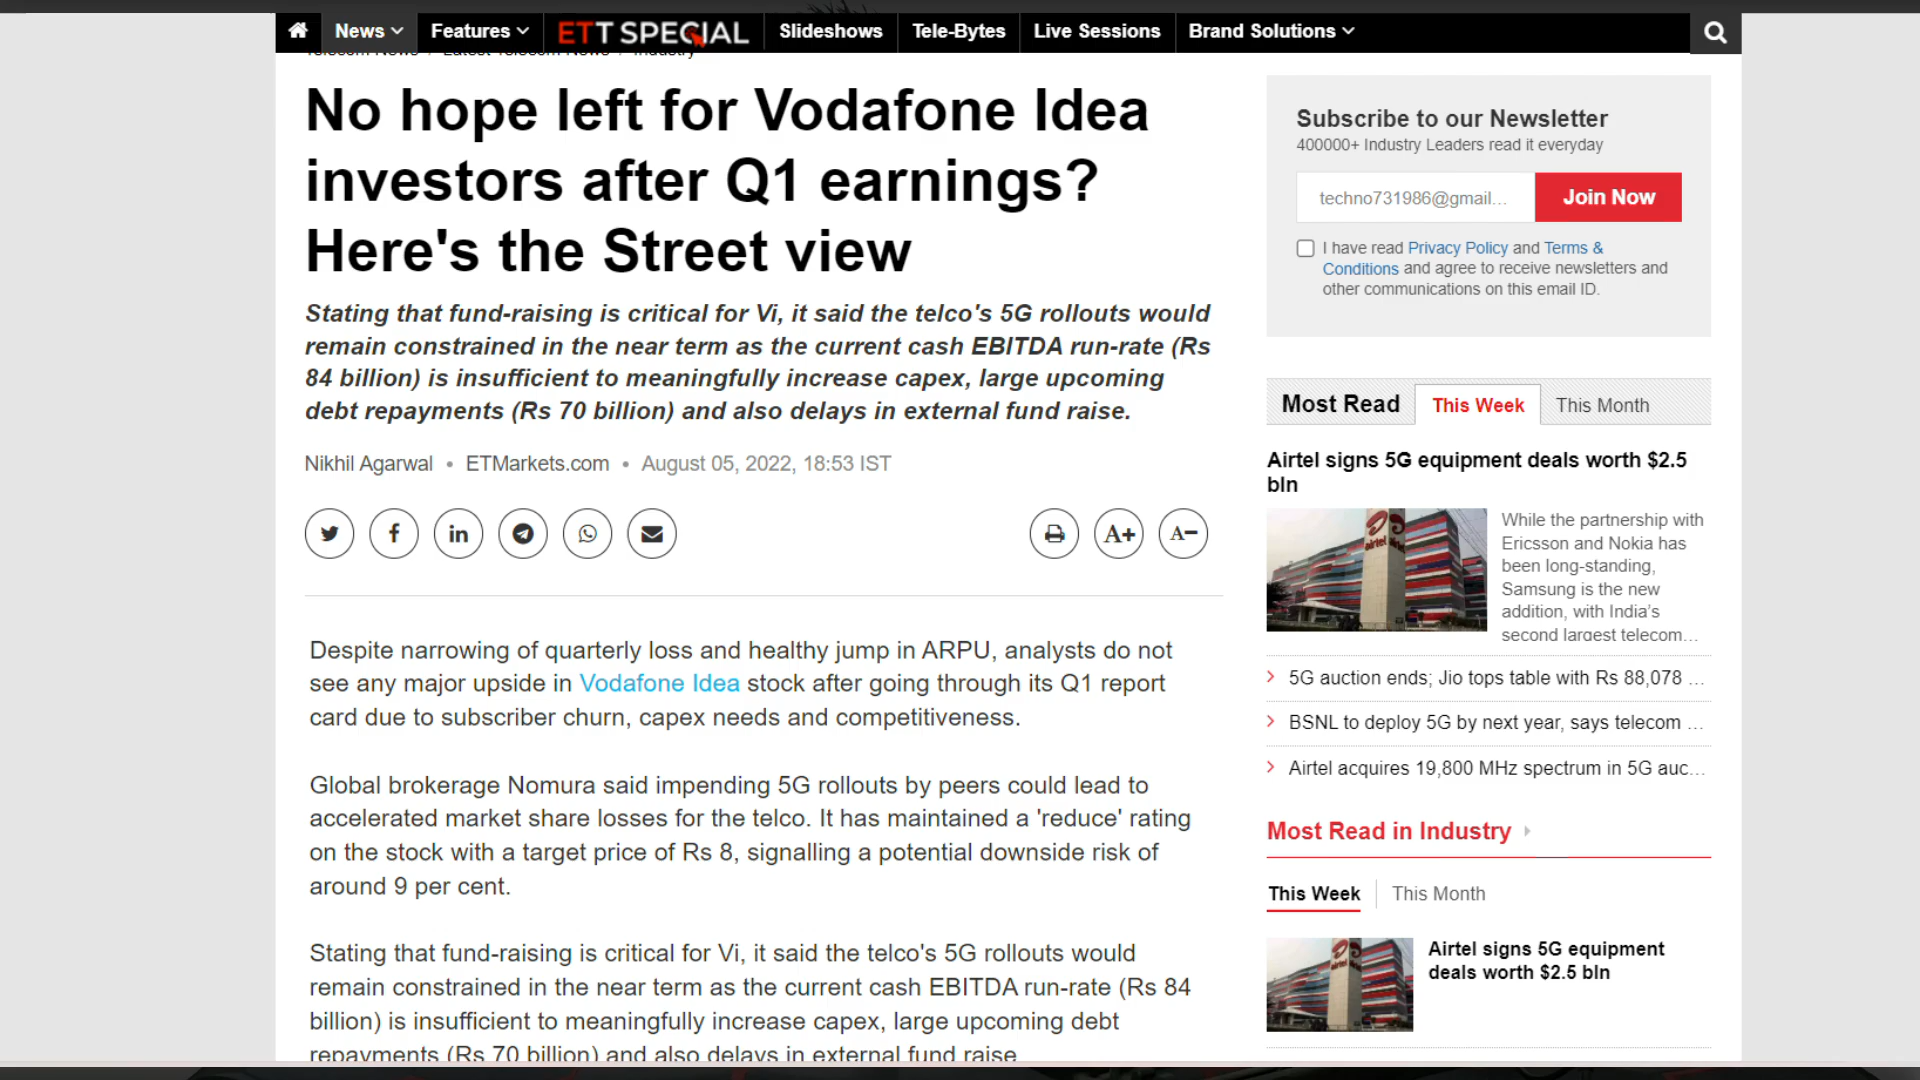 News
Features
ETT SPECIAL
Slideshows
Tele-Bytes
Live Sessions
Brand Solutions
Telecom News / Latest Telecom News / Industry
No hope left for Vodafone Idea
investors after Q1 earnings?
Here's the Street view
Stating that fund-raising is critical for Vi, it said the telco's 5G rollouts would
remain constrained in the near term as the current cash EBITDA run-rate (Rs
84 billion) is insufficient to meaningfully increase capex, large upcoming
debt repayments (Rs 70 billion) and also delays in external fund raise.
Nikhil Agarwal • ETMarkets.com • August 05, 2022, 18:53 IST
A+
A−
Despite narrowing of quarterly loss and healthy jump in ARPU, analysts do not
see any major upside in Vodafone Idea stock after going through its Q1 report
card due to subscriber churn, capex needs and competitiveness.
Global brokerage Nomura said impending 5G rollouts by peers could lead to
accelerated market share losses for the telco. It has maintained a 'reduce' rating
on the stock with a target price of Rs 8, signalling a potential downside risk of
around 9 per cent.
Stating that fund-raising is critical for Vi, it said the telco's 5G rollouts would
remain constrained in the near term as the current cash EBITDA run-rate (Rs 84
billion) is insufficient to meaningfully increase capex, large upcoming debt
repayments (Rs 70 billion) and also delays in external fund raise
Subscribe to our Newsletter
400000+ Industry Leaders read it everyday
techno731986@gmail...
Join Now
I have read Privacy Policy and Terms &
Conditions and agree to receive newsletters and
other communications on this email ID.
Most Read
This Week
This Month
Airtel signs 5G equipment deals worth $2.5
bln
airtel
While the partnership with
Ericsson and Nokia has
been long-standing,
Samsung is the new
addition, with India's
second largest telecom...
5G auction ends; Jio tops table with Rs 88,078 ...
BSNL to deploy 5G by next year, says telecom ...
Airtel acquires 19,800 MHz spectrum in 5G auc...
Most Read in Industry
This Week
This Month
airtel
Airtel signs 5G equipment
deals worth $2.5 bln